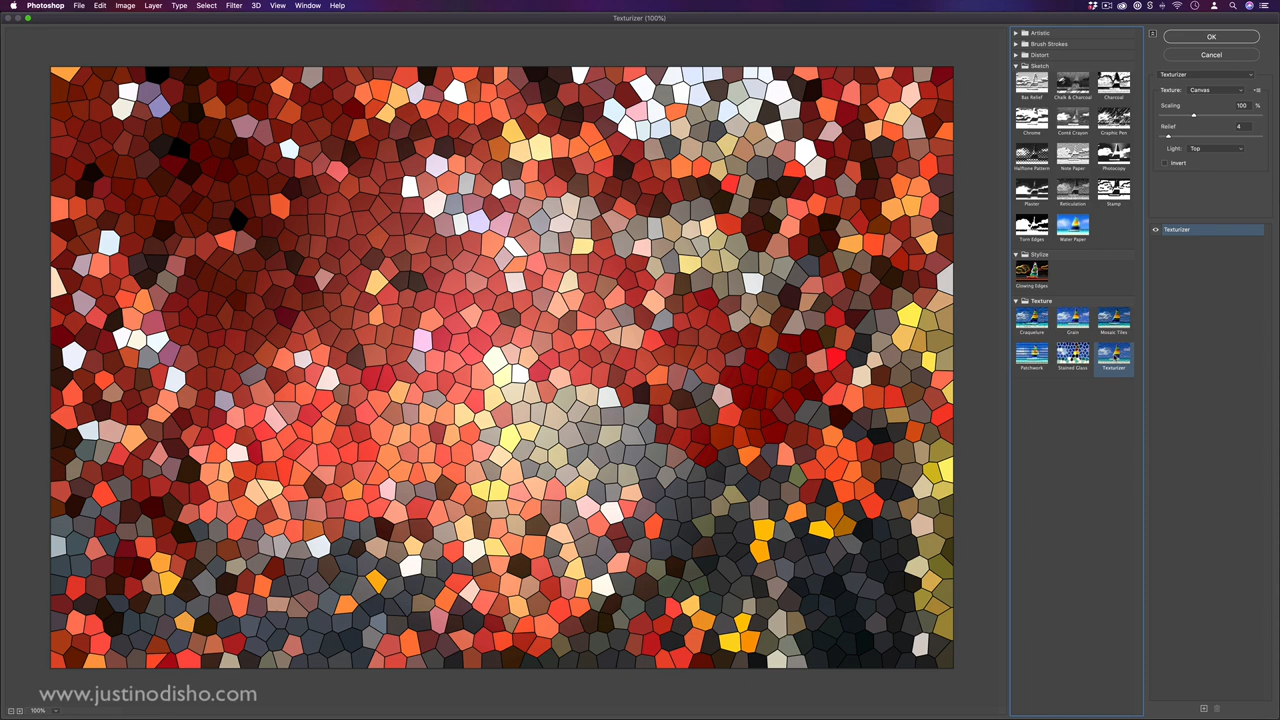 Photoshop File Edit Image Layer Type Select Filter 3D View Window Help
Texturizer (100%)
Artistic
Brush Strokes
Distort
Sketch
Bas Relief Chalk & Charcoal Charcoal
Chrome Conté Crayon Graphic Pen
Halftone Pattern Note Paper Photocopy
Plaster Reticulation Stamp
Torn Edges Water Paper
Stylize
Glowing Edges
Texture
Craquelure Grain Mosaic Tiles
Patchwork Stained Glass Texturizer
OK
Cancel
Texturizer
Texture: Canvas
Scaling 100 %
Relief 4
Light: Top
Invert
Texturizer
www.justinodisho.com
100%